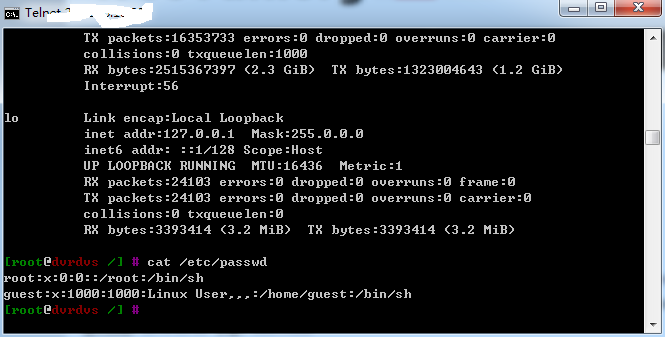 Telnet
TX packets:16353733 errors:0 dropped:0 overruns:0 carrier:0
collisions:0 txqueuelen:1000
RX bytes:2515367397 (2.3 GiB)  TX bytes:1323004643 (1.2 GiB)
Interrupt:56
lo        Link encap:Local Loopback
inet addr:127.0.0.1  Mask:255.0.0.0
inet6 addr: ::1/128 Scope:Host
UP LOOPBACK RUNNING  MTU:16436  Metric:1
RX packets:24103 errors:0 dropped:0 overruns:0 frame:0
TX packets:24103 errors:0 dropped:0 overruns:0 carrier:0
collisions:0 txqueuelen:0
RX bytes:3393414 (3.2 MiB)  TX bytes:3393414 (3.2 MiB)
[root@dvrdvs /] # cat /etc/passwd
root:x:0:0::/root:/bin/sh
guest:x:1000:1000:Linux User,,,:/home/guest:/bin/sh
[root@dvrdvs /] #